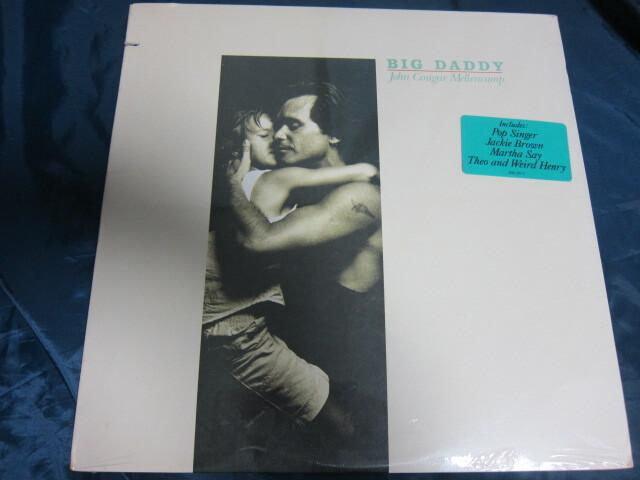 BIG DADDY
John Cougar Mellencamp
Includes:
Pop Singer
Jackie Brown
Martha Say
Theo and Weird Henry